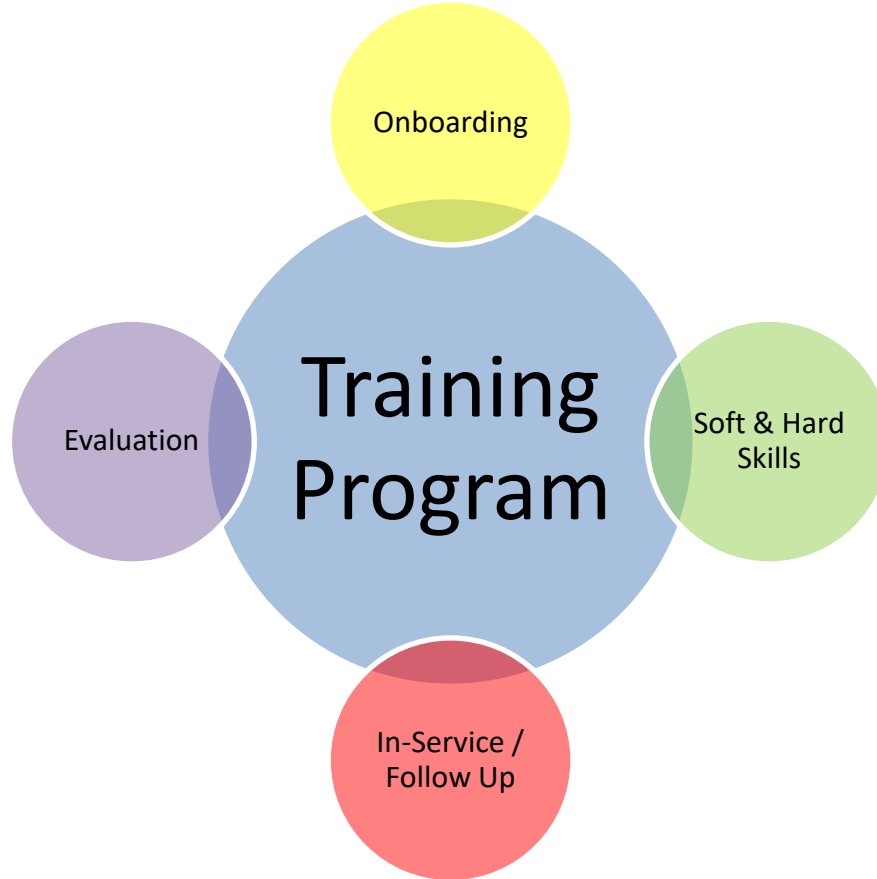 Onboarding
Training
Program
Evaluation
Soft & Hard
Skills
In-Service /
Follow Up